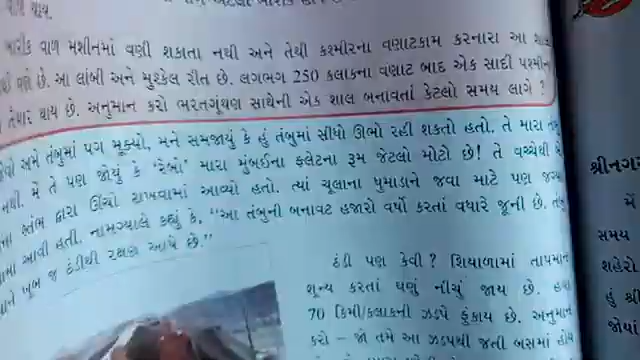 બારીક વાળ મશીનમાં વણી શકાતા નથી અને તેથી કશ્મીરના વણાટકામ કરનારા આ
છે. આ લાંબી અને મુશ્કેલ રીત છે. લગભગ 250 કલાકના વણાટ બાદ એક સાદી
તૈયાર થાય છે. અનુમાન કરો ભરતગૂંથણ સાથેની એક શાલ બનાવતાં કેટલો સમય લાગે ?
અમે તંબુમાં પગ મૂક્યો, મને સમજાયું કે હું તંબુમાં સીધો ઊભો રહી શકતો હતો. તે મારા
નથી. મેં તે પણ જોયું કે 'રેબો' મારા મુંબઈના ફ્લેટના રૂમ જેટલો મોટો છે! તે વચ્ચેથી
સ્તંભ દ્વારા ઊંચો રાખવામાં આવ્યો હતો. ત્યાં ચૂલાના ધુમાડાને જવા માટે પણ
આવી હતી. નામગ્યાલે કહ્યું કે, “આ તંબુની બનાવટ હજારો વર્ષો કરતાં વધારે જૂની છે.
ખૂબ જ ઠંડીથી રક્ષણ આપે છે.”
ઠંડી પણ કેવી ? શિયાળામાં તાપમાન
શૂન્ય કરતાં ઘણું નીચું જાય છે.
70 કિમી/કલાકની ઝડપે ફૂંકાય છે. અનુમાન
કરો – જો તમે આ ઝડપથી જતી બસમાં
શ્રીનગર
મેં
સમય
શહેરો
હું શ્રી
જોયાં